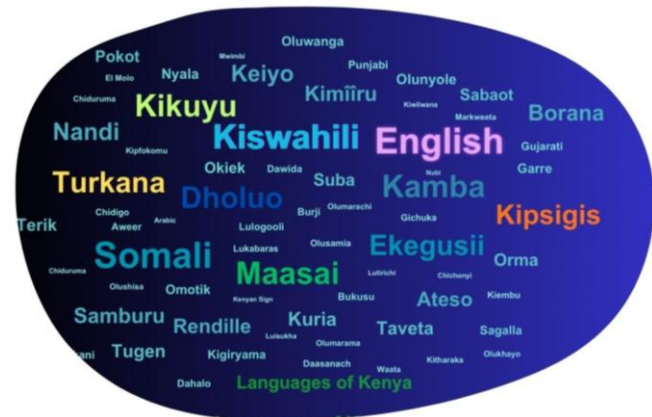 Oluwanga
Pokot
Mwimbi
Punjabi
El Molo
Nyala
Keiyo
Olunyole
Chiduruma
Kikuyu
Kimîîru
Kiwilwana
Sabaot
Markweeta
Borana
Nandi
Kiswahili
English
Kipfokomu
Gujarati
Okiek
Dawida
Nubi
Garre
Turkana
Suba
Kamba
Dholuo
Chidigo
Arabic
Burji
Olumarachi
Gichuka
Kipsigis
Terik
Aweer
Lulogooli
Somali
Lukabaras
Olusamia
Ekegusii
Orma
Chiduruma
Maasai
Lutirichi
Chichonyi
Olushisa
Omotik
Kenyan Sign
Bukusu
Ateso
Kiembu
Samburu
Rendille
Kuria
Taveta
Sagalla
Luisukha
Tugen
Kigiryama
Olumarama
Daasanach
Waata
Kitharaka
Olukhayo
Dahalo
Languages of Kenya